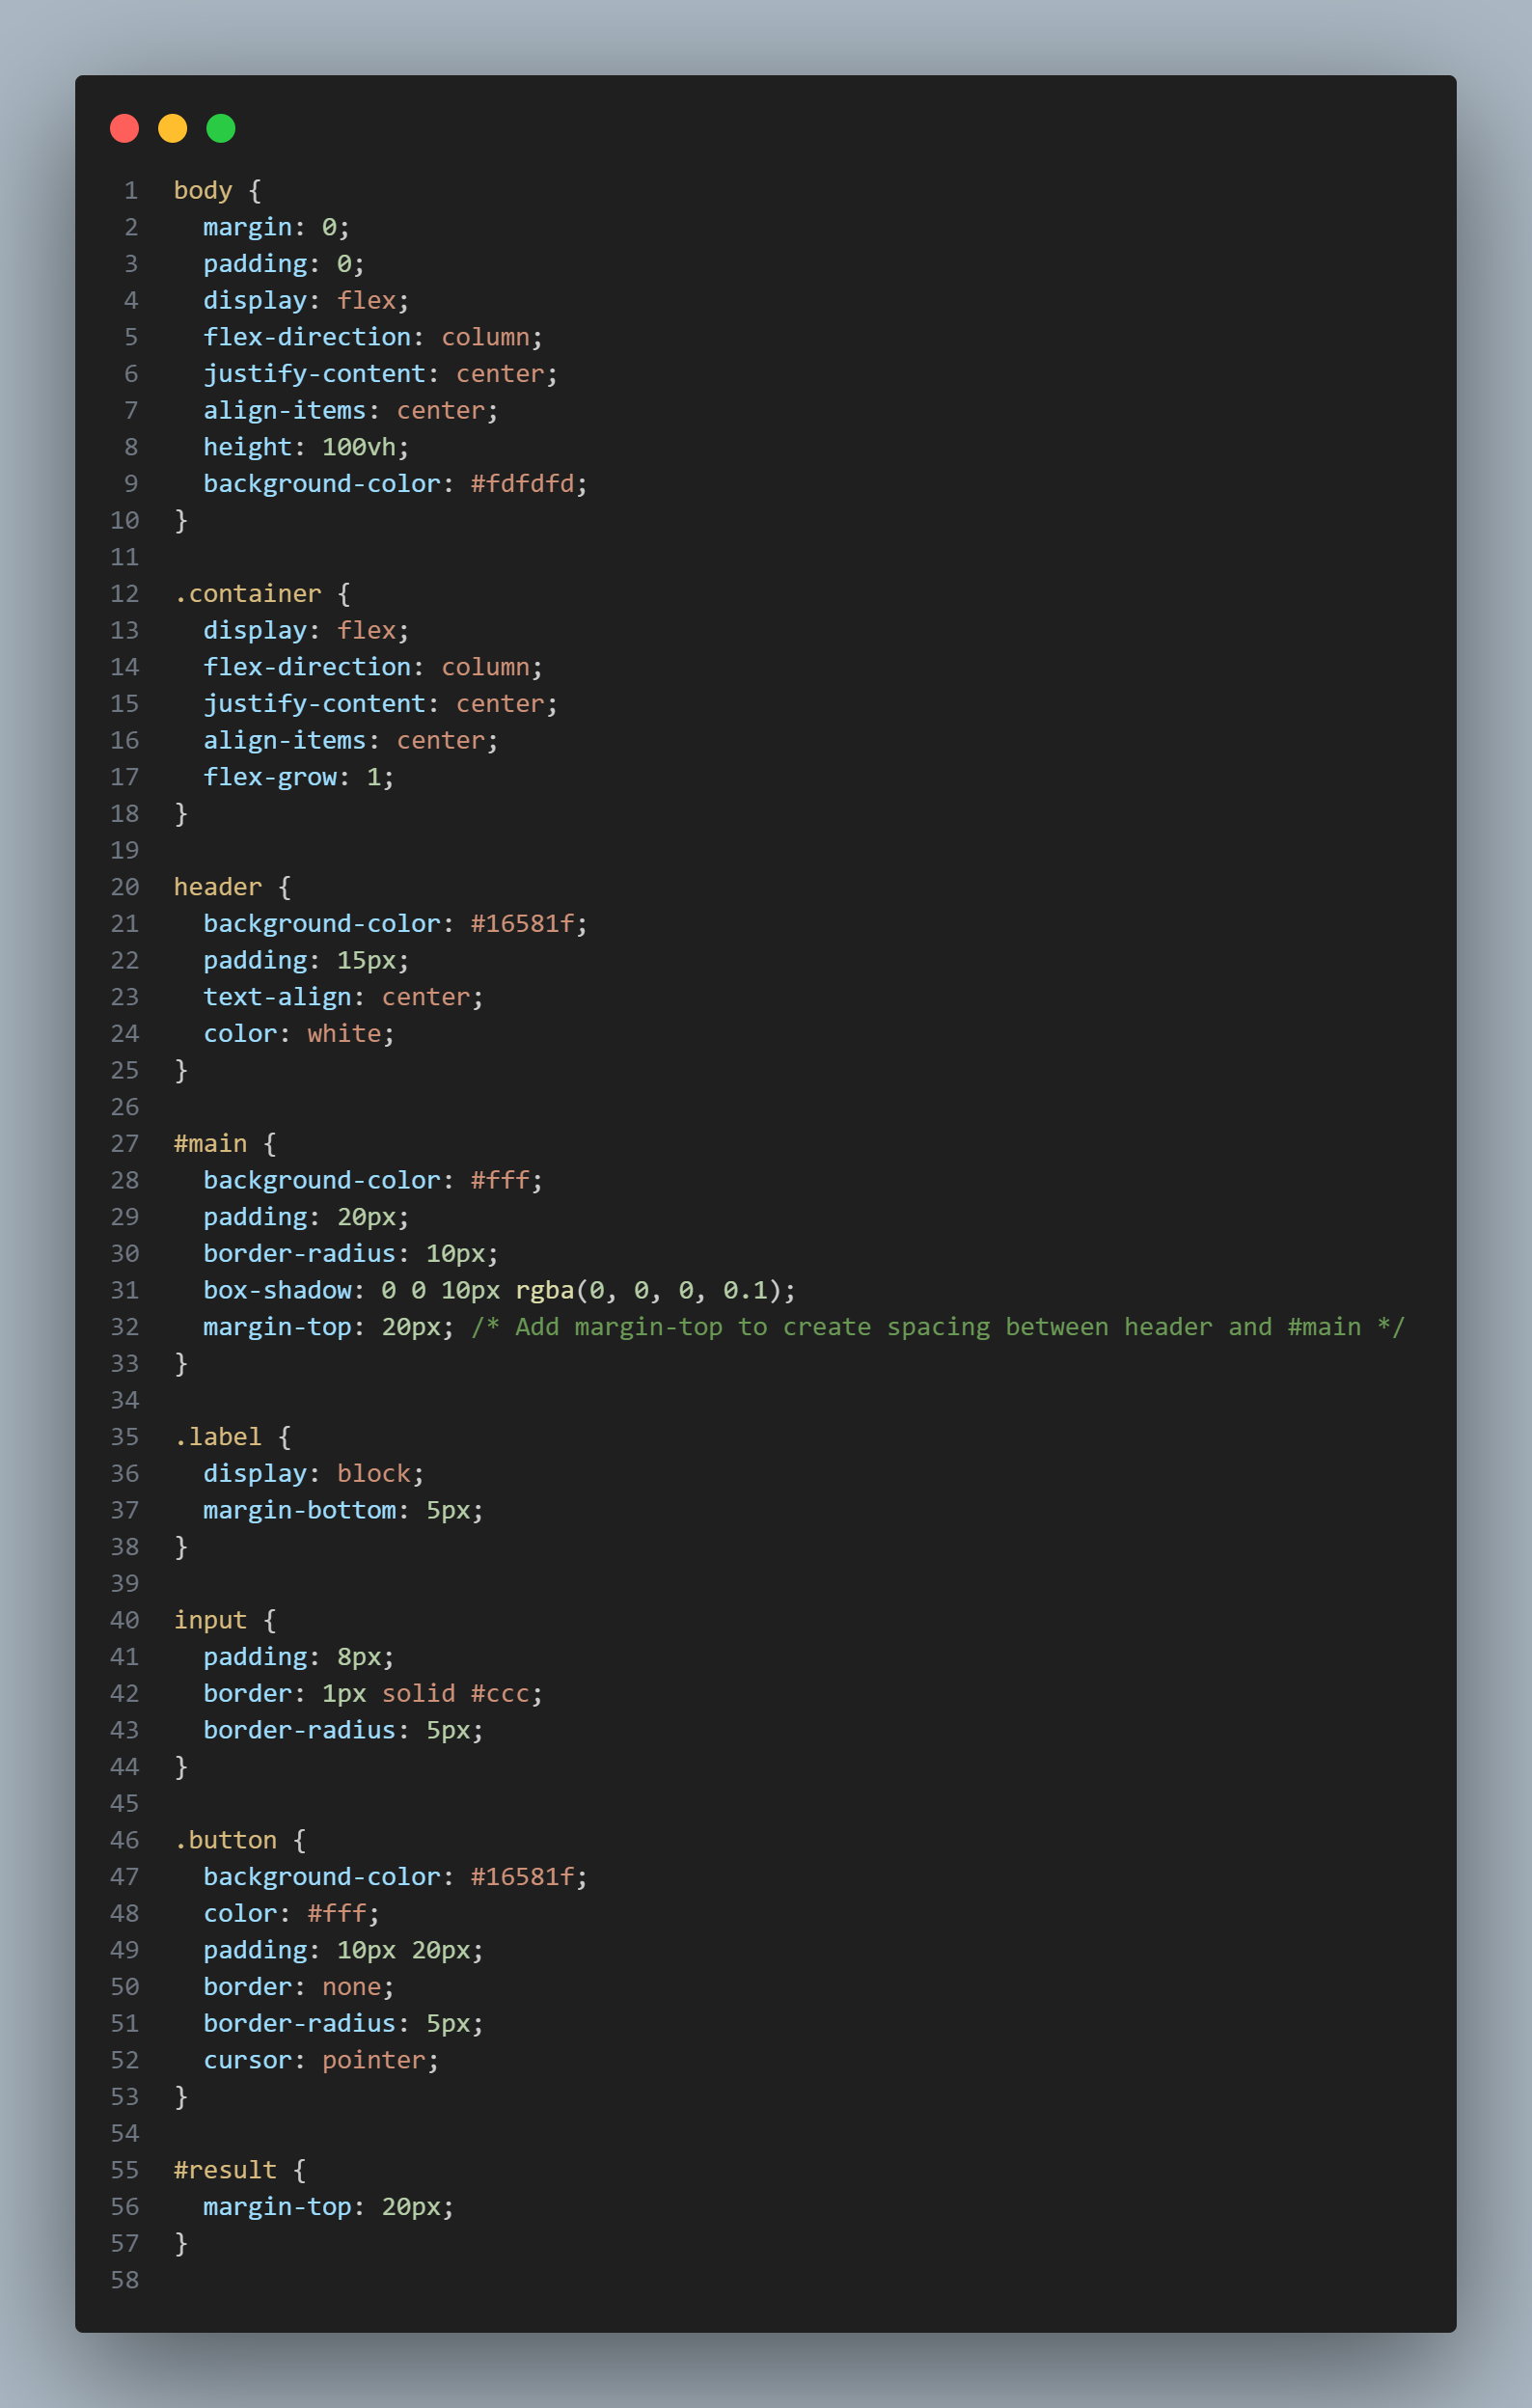 1 body {
2   margin: 0;
3   padding: 0;
4   display: flex;
5   flex-direction: column;
6   justify-content: center;
7   align-items: center;
8   height: 100vh;
9   background-color: #fdfdfd;
10 }
11
12 .container {
13   display: flex;
14   flex-direction: column;
15   justify-content: center;
16   align-items: center;
17   flex-grow: 1;
18 }
19
20 header {
21   background-color: #16581f;
22   padding: 15px;
23   text-align: center;
24   color: white;
25 }
26
27 #main {
28   background-color: #fff;
29   padding: 20px;
30   border-radius: 10px;
31   box-shadow: 0 0 10px rgba(0, 0, 0, 0.1);
32   margin-top: 20px; /* Add margin-top to create spacing between header and #main */
33 }
34
35 .label {
36   display: block;
37   margin-bottom: 5px;
38 }
39
40 input {
41   padding: 8px;
42   border: 1px solid #ccc;
43   border-radius: 5px;
44 }
45
46 .button {
47   background-color: #16581f;
48   color: #fff;
49   padding: 10px 20px;
50   border: none;
51   border-radius: 5px;
52   cursor: pointer;
53 }
54
55 #result {
56   margin-top: 20px;
57 }
58